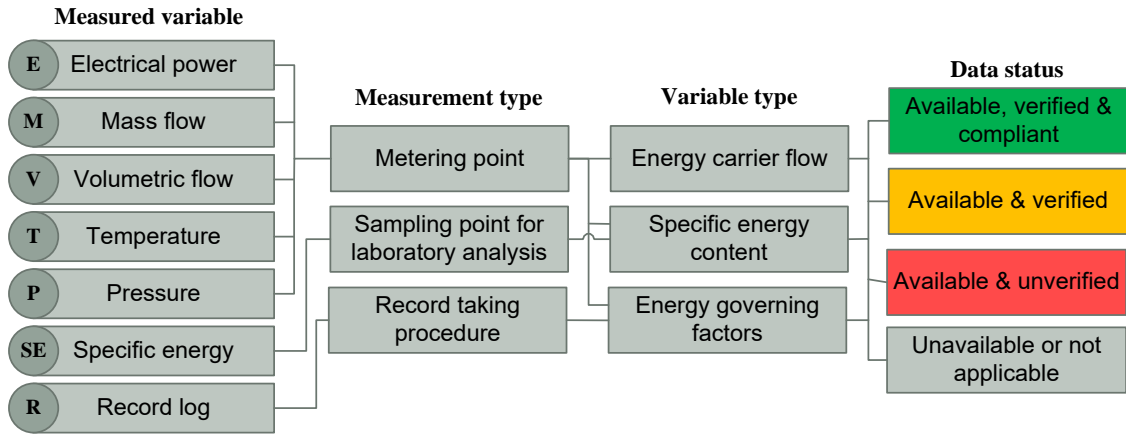 Measured variable
E
Electrical power
M
Mass flow
V
Volumetric flow
T
Temperature
P
Pressure
SE
Specific energy
R
Record log
Measurement type
Metering point
Sampling point for
laboratory analysis
Record taking
procedure
Variable type
Energy carrier flow
Specific energy
content
Energy governing
factors
Data status
Available, verified &
compliant
Available & verified
Available & unverified
Unavailable or not
applicable